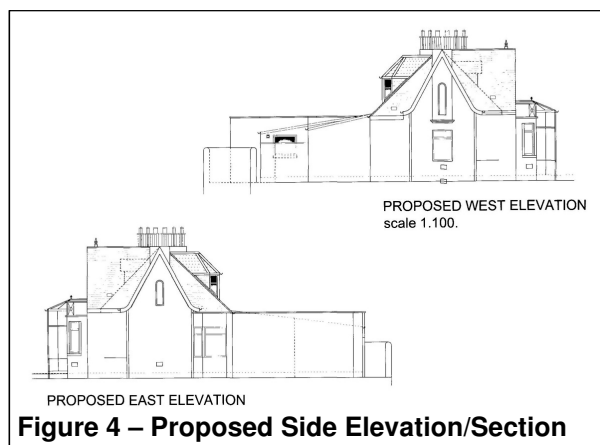 PROPOSED WEST ELEVATION
scale 1.100.
PROPOSED EAST ELEVATION
Figure 4 – Proposed Side Elevation/Section